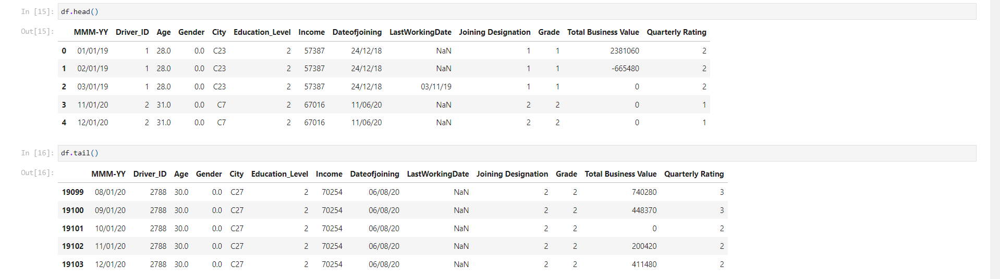 In [15]: df.head()
Out[15]:
MMM-YY Driver_ID Age Gender City Education_Level Income Dateofjoining LastWorkingDate Joining Designation Grade Total Business Value Quarterly Rating
0 01/01/19 1 28.0 0.0 C23 2 57387 24/12/18 NaN 1 1 2381060 2
1 02/01/19 1 28.0 0.0 C23 2 57387 24/12/18 NaN 1 1 -665480 2
2 03/01/19 1 28.0 0.0 C23 2 57387 24/12/18 03/11/19 1 1 0 2
3 11/01/20 2 31.0 0.0 C7 2 67016 11/06/20 NaN 2 2 0 1
4 12/01/20 2 31.0 0.0 C7 2 67016 11/06/20 NaN 2 2 0 1
In [16]: df.tail()
Out[16]:
MMM-YY Driver_ID Age Gender City Education_Level Income Dateofjoining LastWorkingDate Joining Designation Grade Total Business Value Quarterly Rating
19099 08/01/20 2788 30.0 0.0 C27 2 70254 06/08/20 NaN 2 2 740280 3
19100 09/01/20 2788 30.0 0.0 C27 2 70254 06/08/20 NaN 2 2 448370 3
19101 10/01/20 2788 30.0 0.0 C27 2 70254 06/08/20 NaN 2 2 0 2
19102 11/01/20 2788 30.0 0.0 C27 2 70254 06/08/20 NaN 2 2 200420 2
19103 12/01/20 2788 30.0 0.0 C27 2 70254 06/08/20 NaN 2 2 411480 2